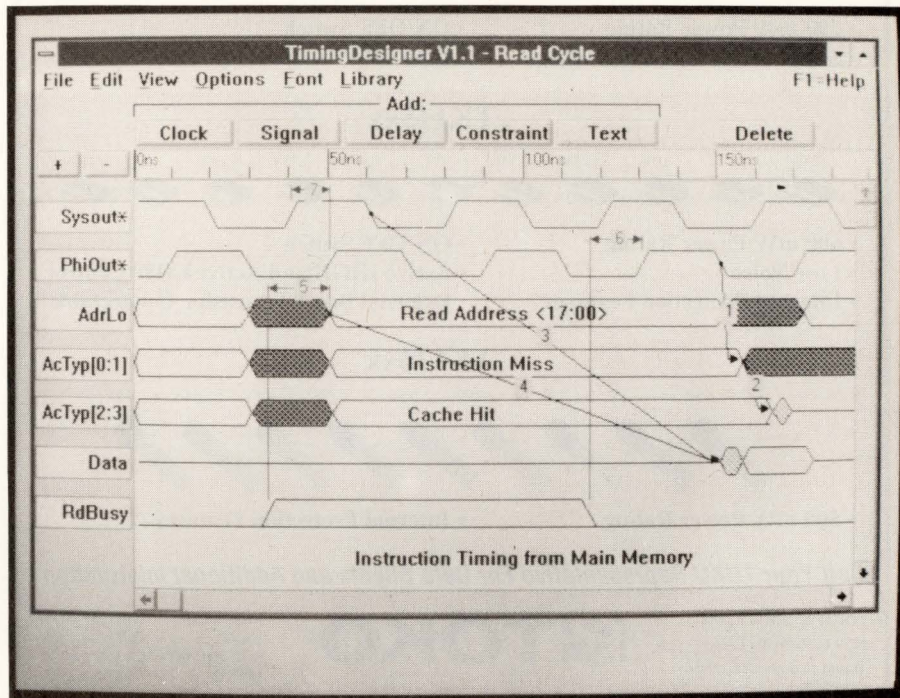 TimingDesigner V1.1 - Read Cycle
File Edit View Options Font Library F1=Help
Add:
Clock Signal Delay Constraint Text Delete
+ - 0ns 50ns 100ns 150ns
7
Sysout*
6
PhiOut*
5
AdrLo Read Address <17:00> 1
3
AcTyp[0:1] Instruction Miss
4 2
AcTyp[2:3] Cache Hit
Data
RdBusy
Instruction Timing from Main Memory